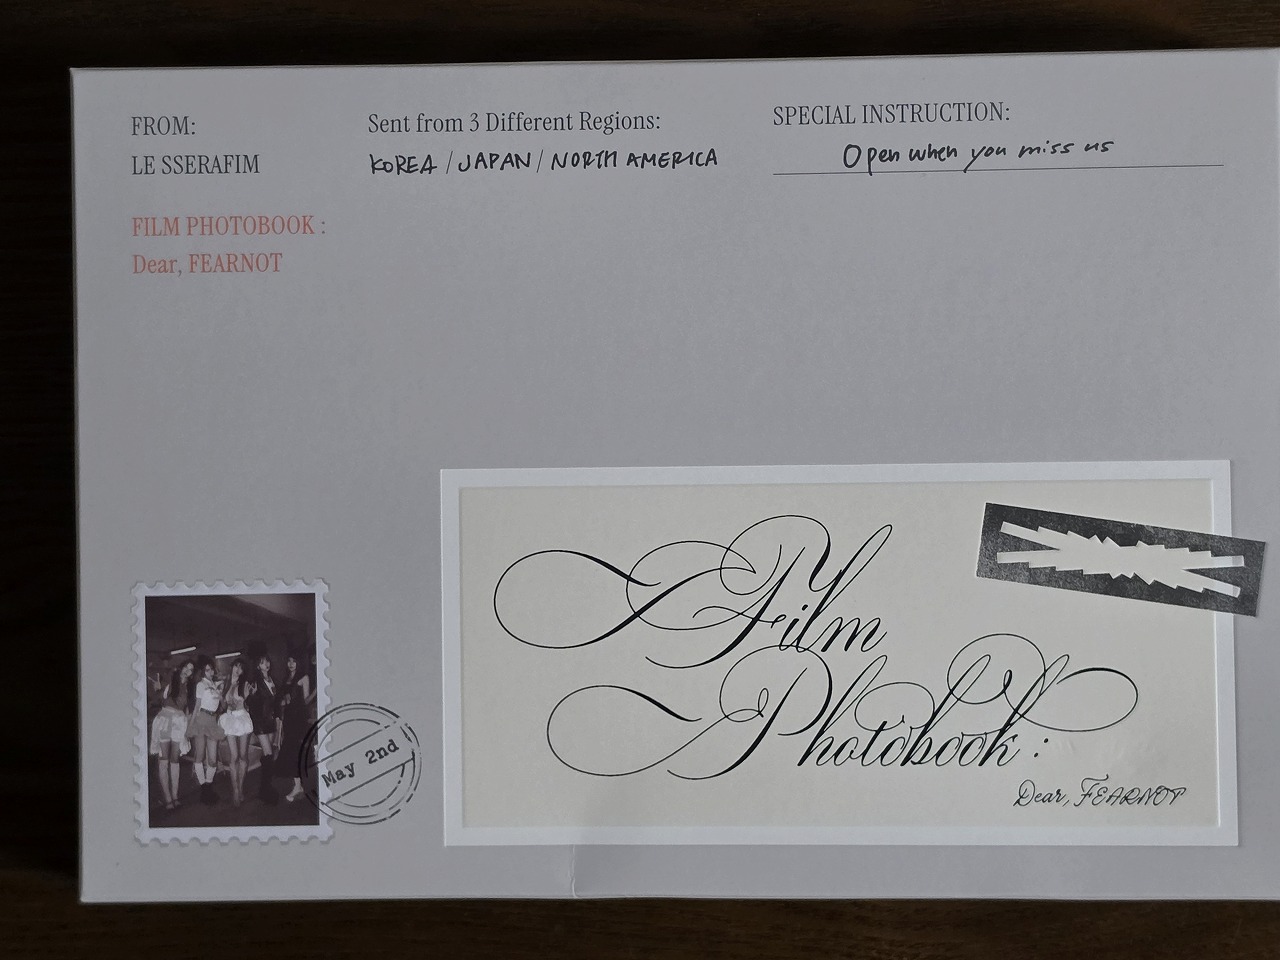 FROM:
LE SSERAFIM
Sent from 3 Different Regions:
KOREA / JAPAN / NORTH AMERICA
SPECIAL INSTRUCTION:
Open when you miss us
FILM PHOTOBOOK :
Dear, FEARNOT
May 2nd
Film
Photobook :
Dear, FEARNOT